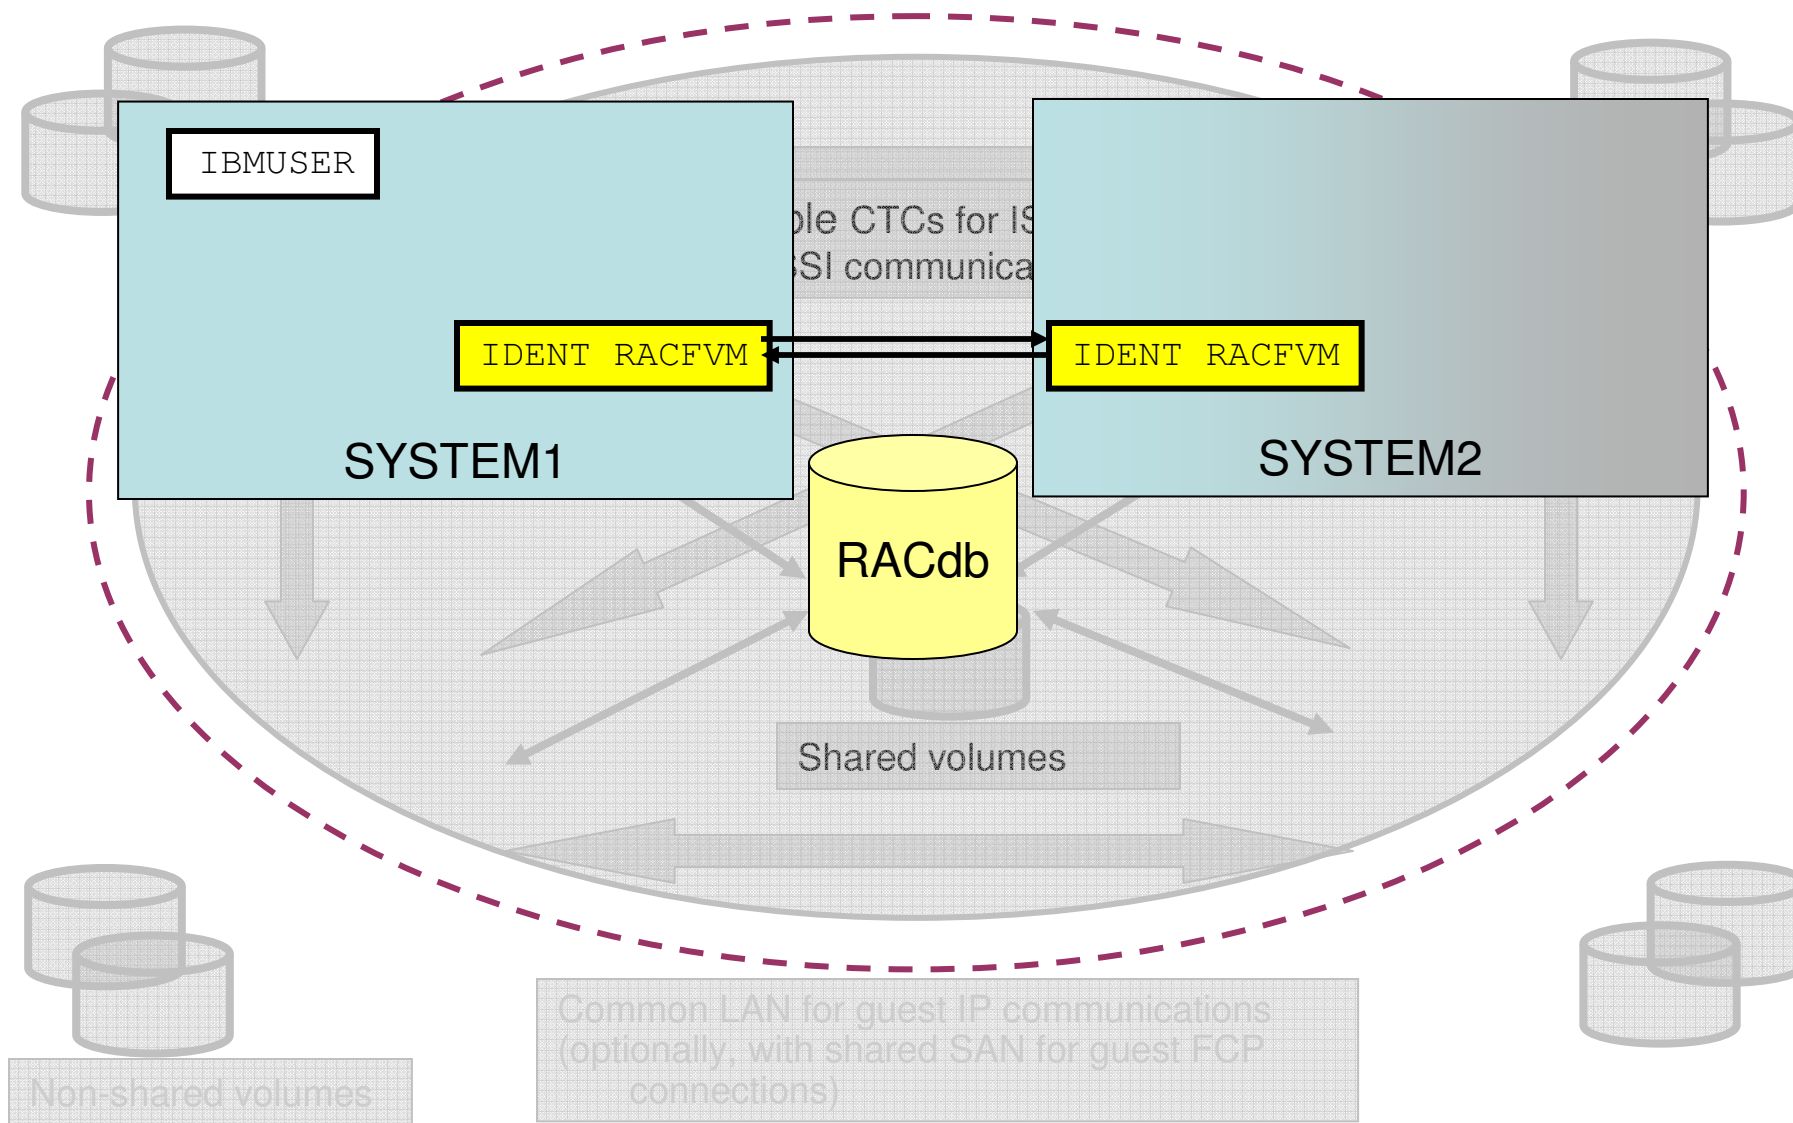 IBMUSER
ble CTCs for IS
SSI communica
IDENT RACFVM
IDENT RACFVM
SYSTEM1
SYSTEM2
RACdb
Shared volumes
Common LAN for guest IP communications
(optionally, with shared SAN for guest FCP
connections)
Non-shared volumes